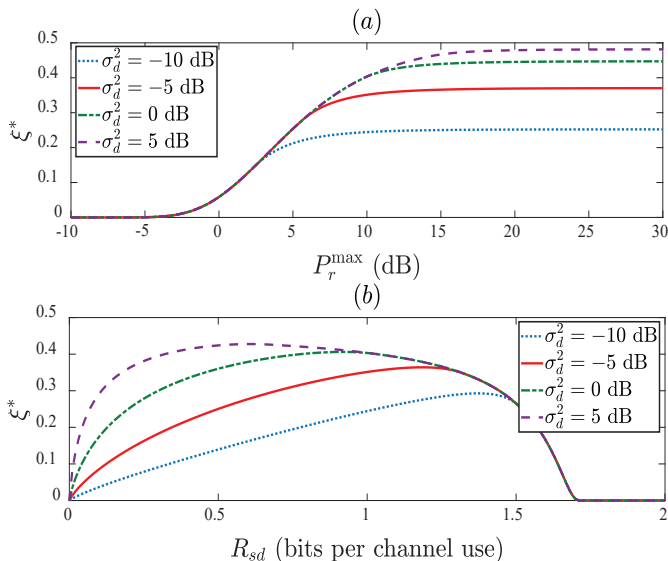 (a)
0.5
0.4
0.3
0.2
0.1
0
ξ*
σ_d^2 = −10 dB
σ_d^2 = −5 dB
σ_d^2 = 0 dB
σ_d^2 = 5 dB
-10 -5 0 5 10 15 20 25 30
P_r^max (dB)
(b)
0.5
0.4
0.3
0.2
0.1
0
ξ*
σ_d^2 = −10 dB
σ_d^2 = −5 dB
σ_d^2 = 0 dB
σ_d^2 = 5 dB
0 0.5 1 1.5 2
R_sd (bits per channel use)